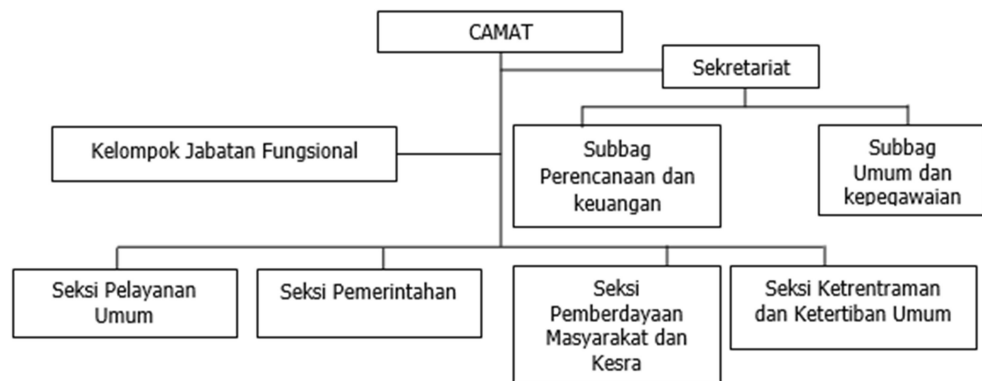 CAMAT
Sekretariat
Kelompok Jabatan Fungsional
Subbag
Perencanaan dan
keuangan
Subbag
Umum dan
kepegawaian
Seksi Pelayanan
Umum
Seksi Pemerintahan
Seksi
Pemberdayaan
Masyarakat dan
Kesra
Seksi Ketrentraman
dan Ketertiban Umum